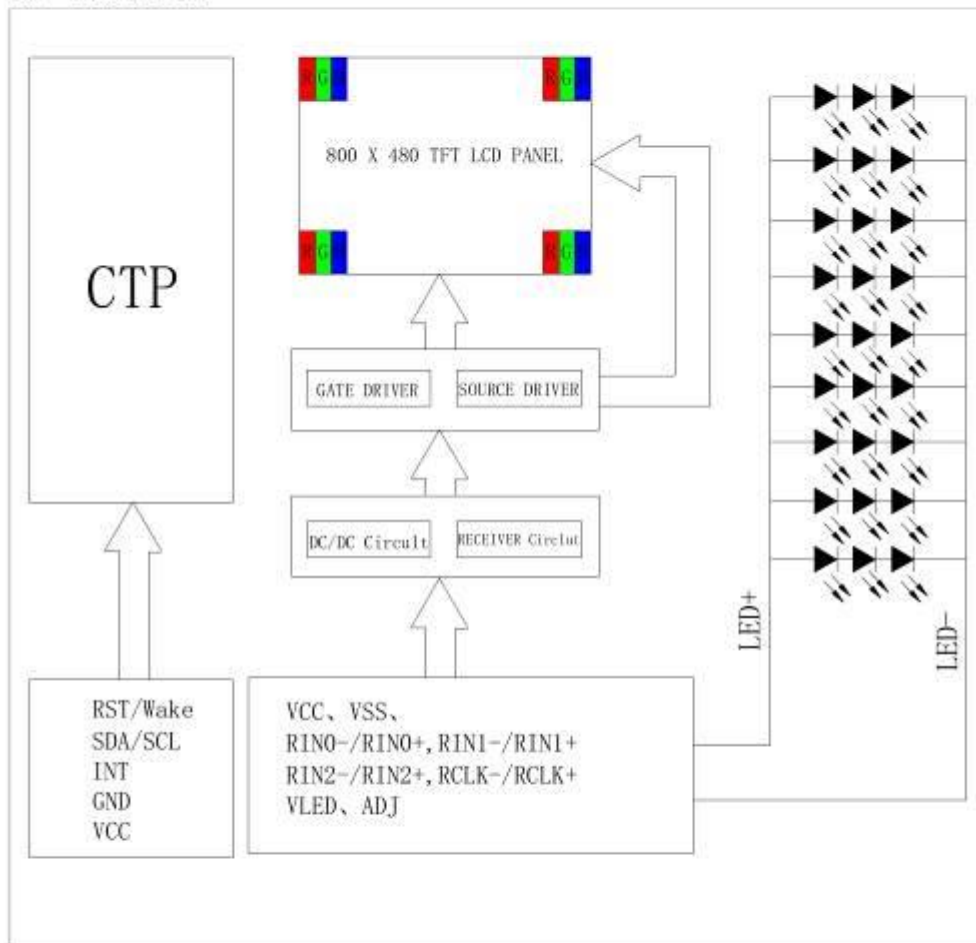 CTP
R G
R G
800 X 480 TFT LCD PANEL
R G
R G
GATE DRIVER
SOURCE DRIVER
DC/DC Circult
RECEIVER Circlut
LED+
LED-
RST/Wake
SDA/SCL
INT
GND
VCC
VCC、VSS、
RIN0-/RIN0+,RIN1-/RIN1+
RIN2-/RIN2+,RCLK-/RCLK+
VLED、ADJ